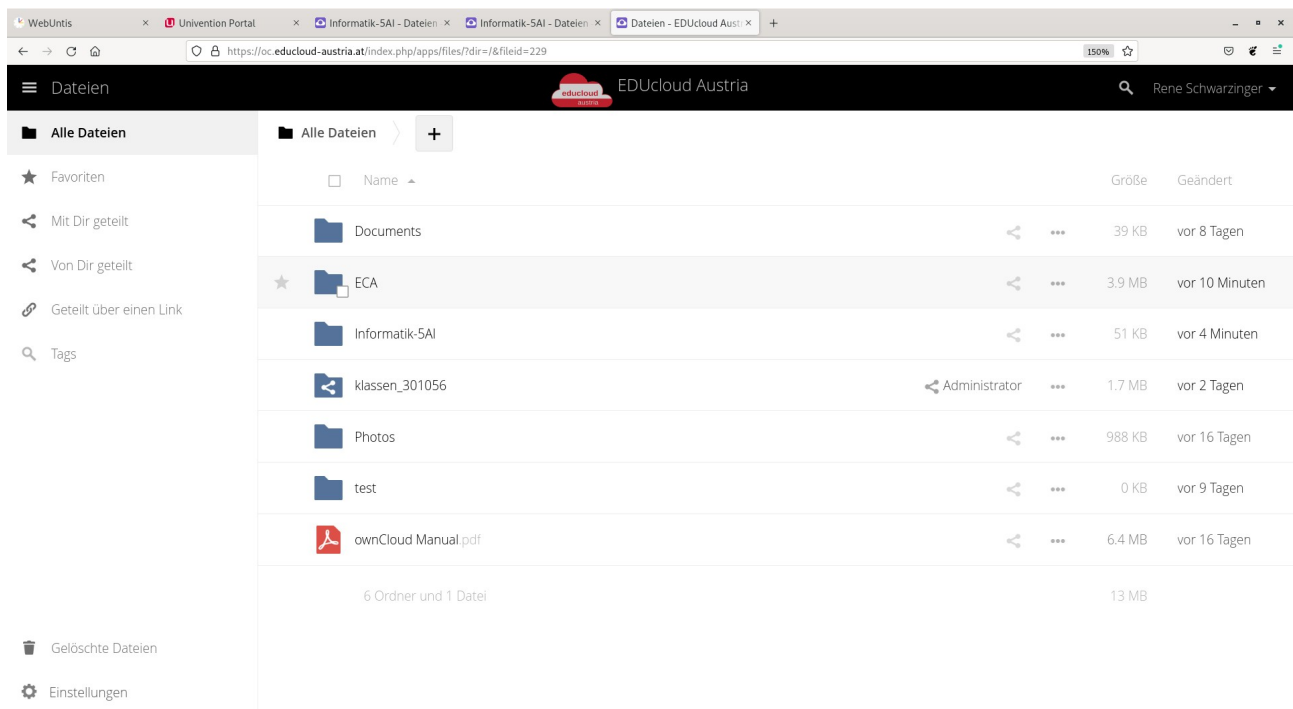 WebUntis × Univention Portal × Informatik-5AI - Dateien × Informatik-5AI - Dateien × Dateien - EDUcloud Austr × +
https://oc.educloud-austria.at/index.php/apps/files/?dir=/&fileid=229 150%
Dateien educloud austria EDUcloud Austria Rene Schwarzinger
Alle Dateien
Favoriten
Mit Dir geteilt
Von Dir geteilt
Geteilt über einen Link
Tags
Gelöschte Dateien
Einstellungen
Alle Dateien +
Name Größe Geändert
Documents 39 KB vor 8 Tagen
ECA 3.9 MB vor 10 Minuten
Informatik-5AI 51 KB vor 4 Minuten
klassen_301056 Administrator 1.7 MB vor 2 Tagen
Photos 988 KB vor 16 Tagen
test 0 KB vor 9 Tagen
ownCloud Manual.pdf 6.4 MB vor 16 Tagen
6 Ordner und 1 Datei 13 MB